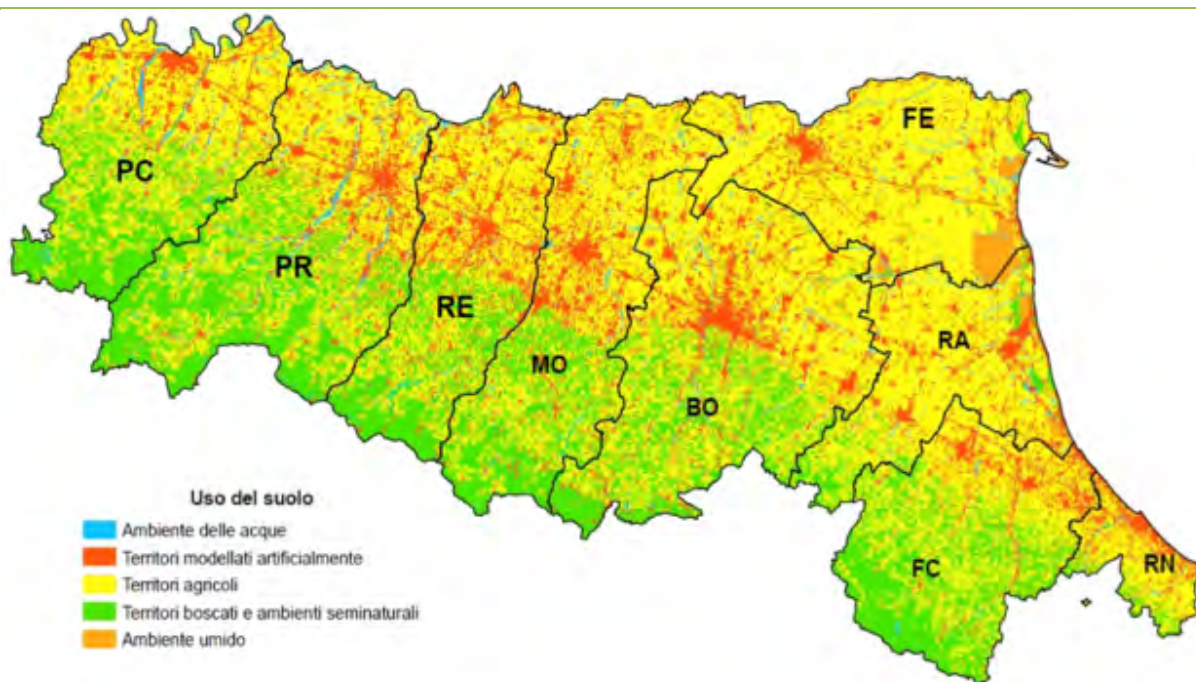 FE
PC
PR
RE
RA
MO
BO
FC
RN
Uso del suolo
Ambiente delle acque
Territori modellati artificialmente
Territori agricoli
Territori boscati e ambienti seminaturali
Ambiente umido